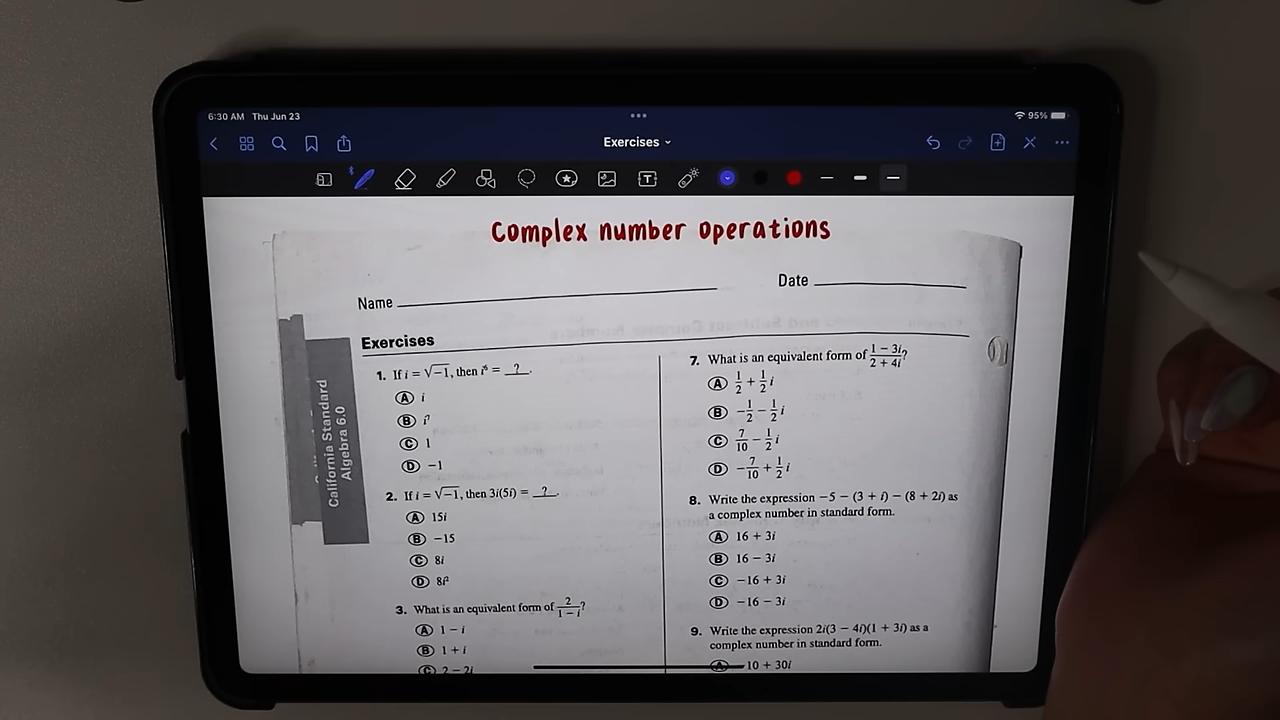 6:30 AM Thu Jun 23
95%
Exercises
T
Complex number operations
Name
Date
California Standard
Algebra 6.0
Exercises
1. If i = √−1, then i⁶ = ? .
A i
B i²
C 1
D −1
2. If i = √−1, then 3i(5i) = ? .
A 15i
B −15
C 8i
D 8i²
3. What is an equivalent form of 2/(1 − i)?
A 1 − i
B 1 + i
C 2 − 2i
7. What is an equivalent form of (1 − 3i)/(2 + 4i)?
A 1/2 + 1/2 i
B −1/2 − 1/2 i
C 7/10 − 1/2 i
D −7/10 + 1/2 i
8. Write the expression −5 − (3 + i) − (8 + 2i) as
a complex number in standard form.
A 16 + 3i
B 16 − 3i
C −16 + 3i
D −16 − 3i
9. Write the expression 2i(3 − 4i)(1 + 3i) as a
complex number in standard form.
A 10 + 30i